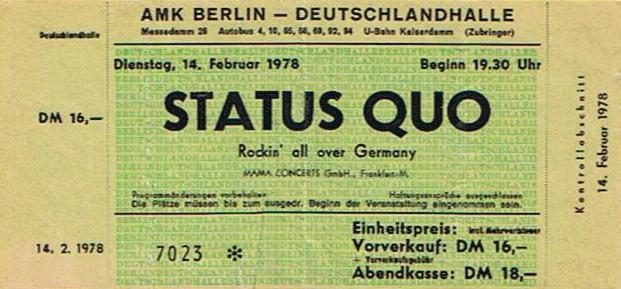 AMK BERLIN – DEUTSCHLANDHALLE
Messedamm 26 Autobus 4, 10, 65, 66, 69, 92, 94 U-Bahn Kaiserdamm (Zubringer)
Deutschlandhalle
Dienstag, 14. Februar 1978 Beginn 19.30 Uhr
DM 16,—
STATUS QUO
Rockin' all over Germany
MAMA CONCERTS GmbH., Frankfurt-M.
Programmänderungen vorbehalten Haftungsansprüche ausgeschlossen
Die Plätze müssen bis zum ausgedr. Beginn der Veranstaltung eingenommen sein.
14. 2. 1978
7023 *
Einheitspreis: incl. Mehrwertsteuer
Vorverkauf: DM 16,—
+ Vorverkaufsgebühr
Abendkasse: DM 18,—
Kontrollabschnitt
14. Februar 1978